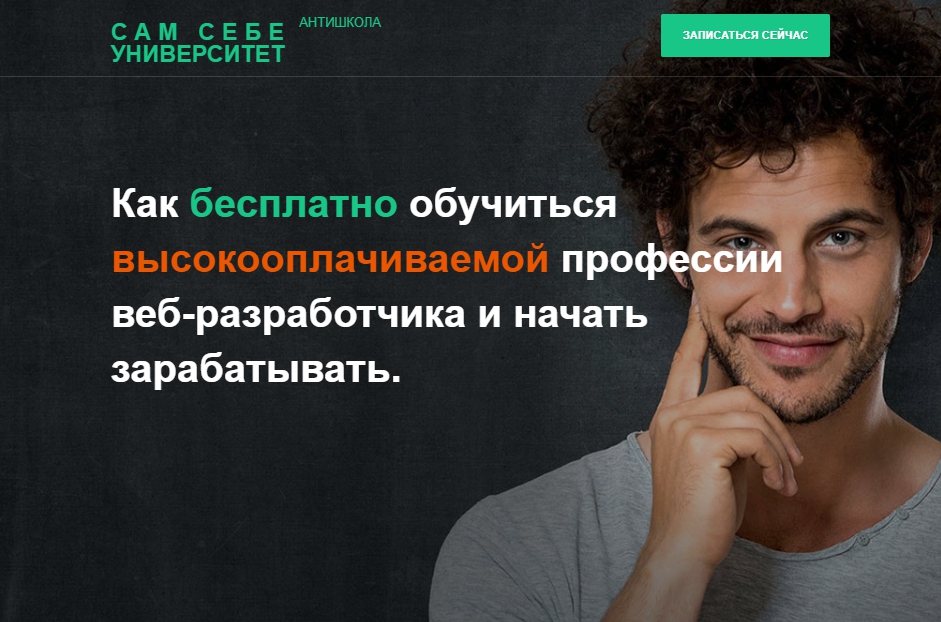 САМ СЕБЕ
УНИВЕРСИТЕТ
АНТИШКОЛА
ЗАПИСАТЬСЯ СЕЙЧАС
Как бесплатно обучиться
высокооплачиваемой профессии
веб-разработчика и начать
зарабатывать.